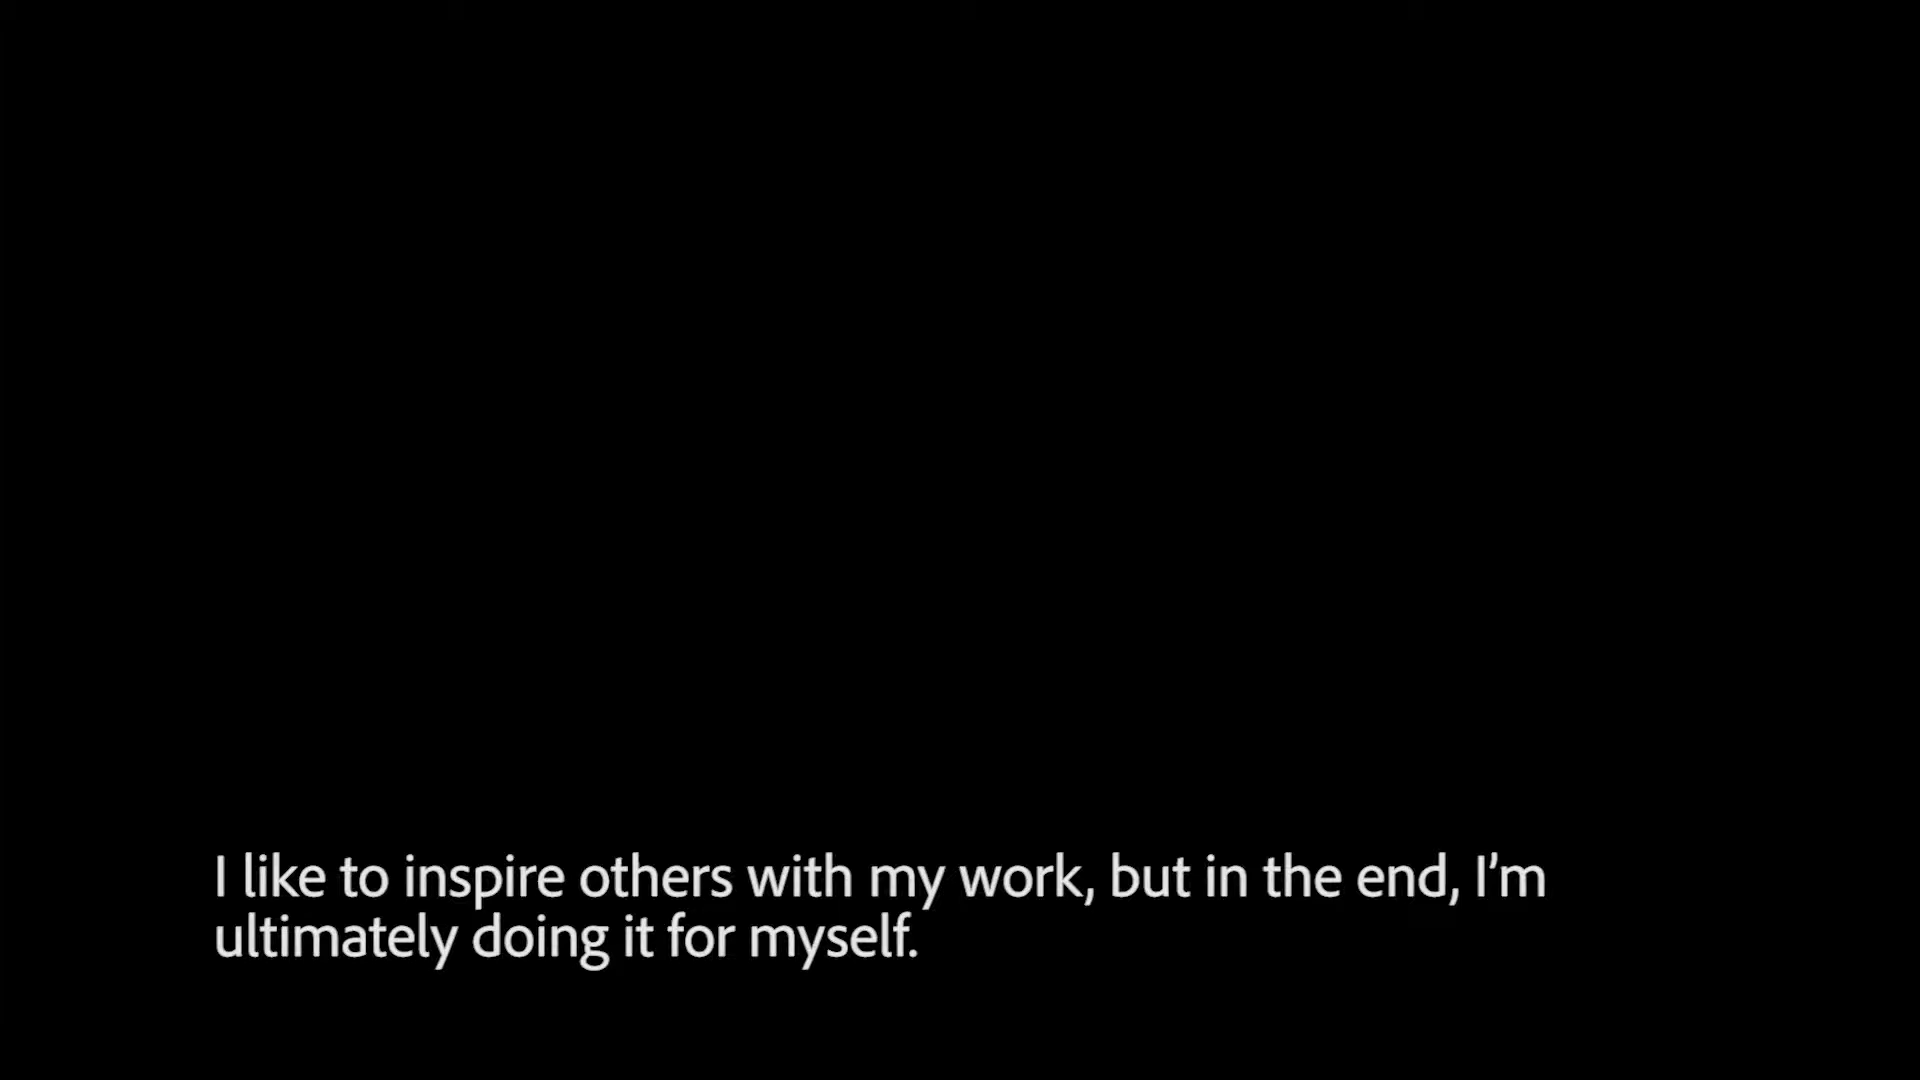 I like to inspire others with my work, but in the end, I’m
ultimately doing it for myself.